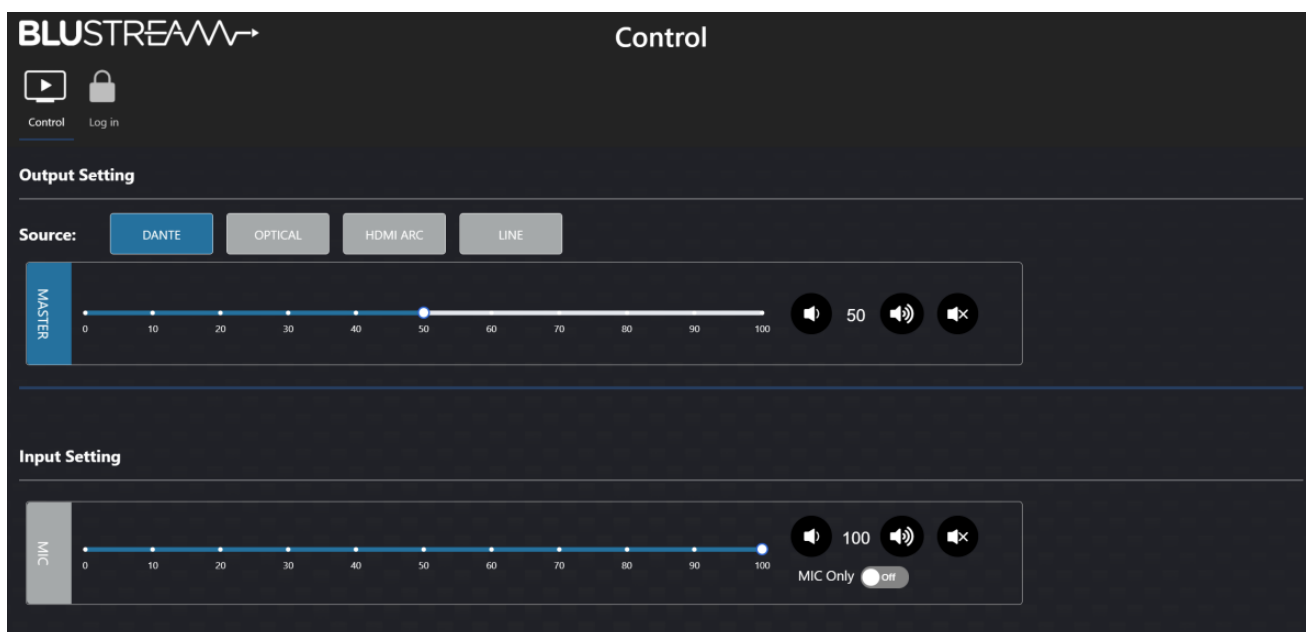 BLUSTREAM
Control
Control Log in
Output Setting
Source: DANTE OPTICAL HDMI ARC LINE
MASTER
0 10 20 30 40 50 60 70 80 90 100
50
Input Setting
MIC
0 10 20 30 40 50 60 70 80 90 100
100
MIC Only Off